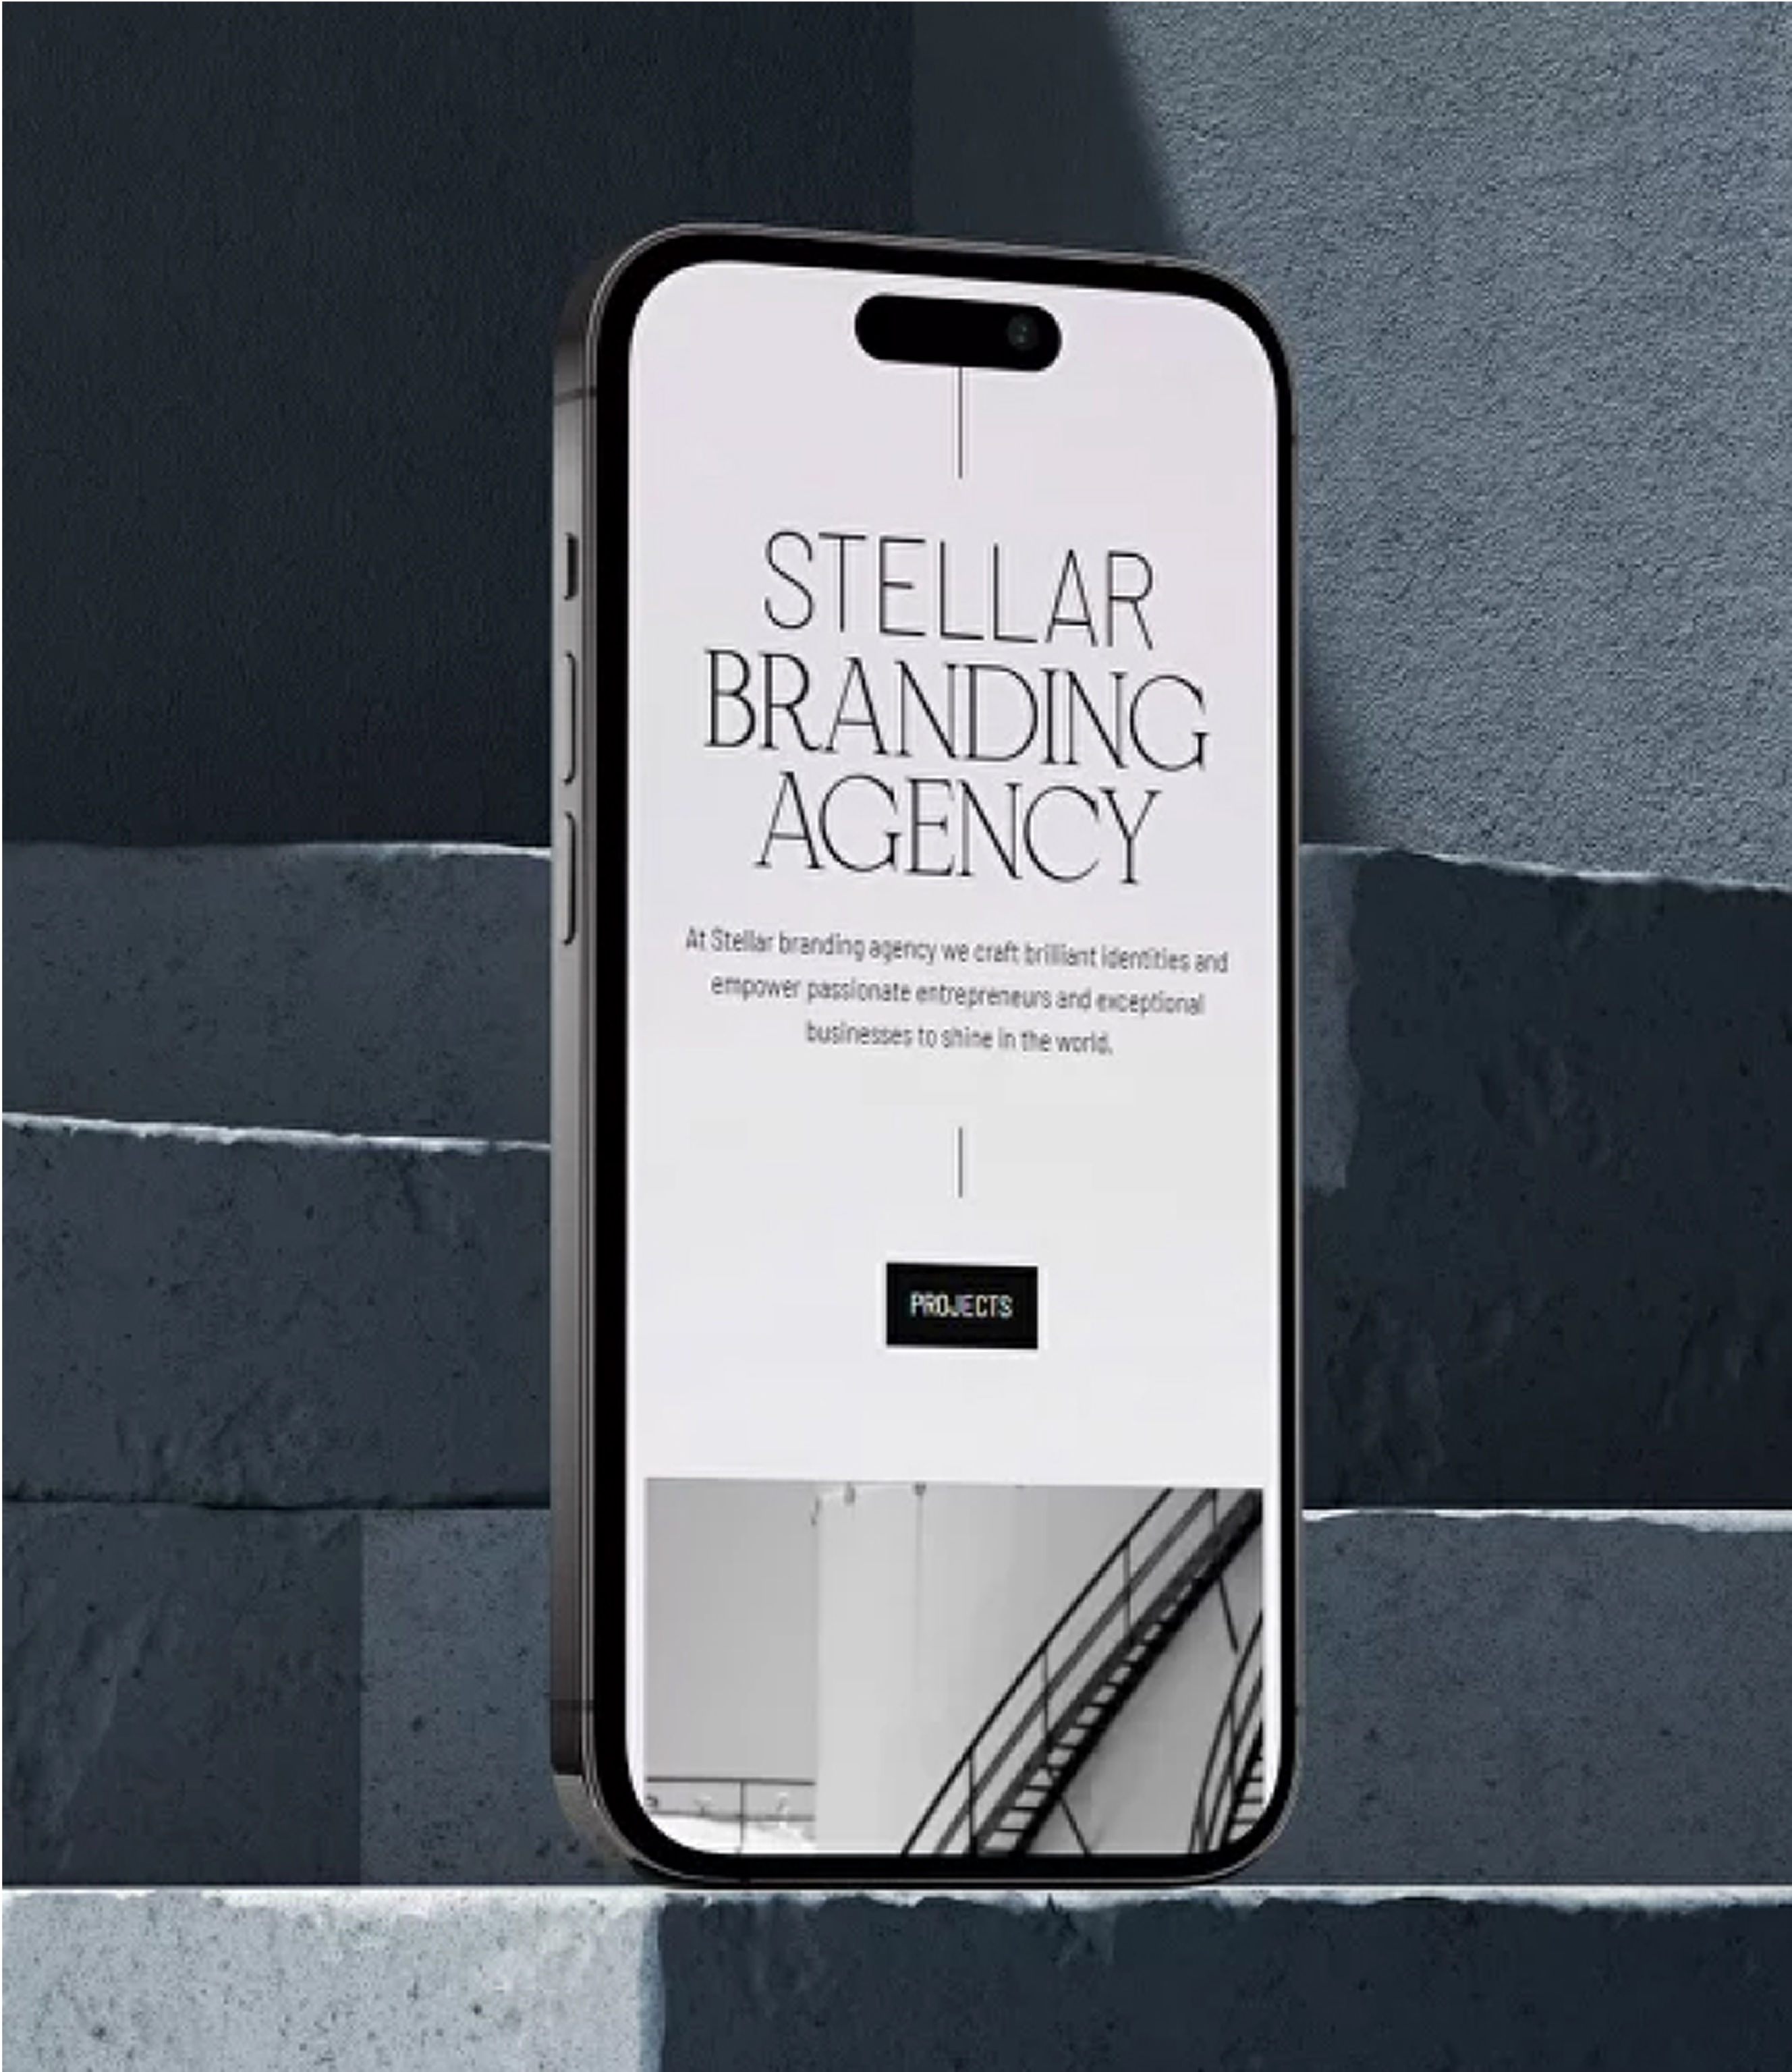 STELLAR
BRANDING
AGENCY
At Stellar branding agency we craft brilliant identities and
empower passionate entrepreneurs and exceptional
businesses to shine in the world.
PROJECTS